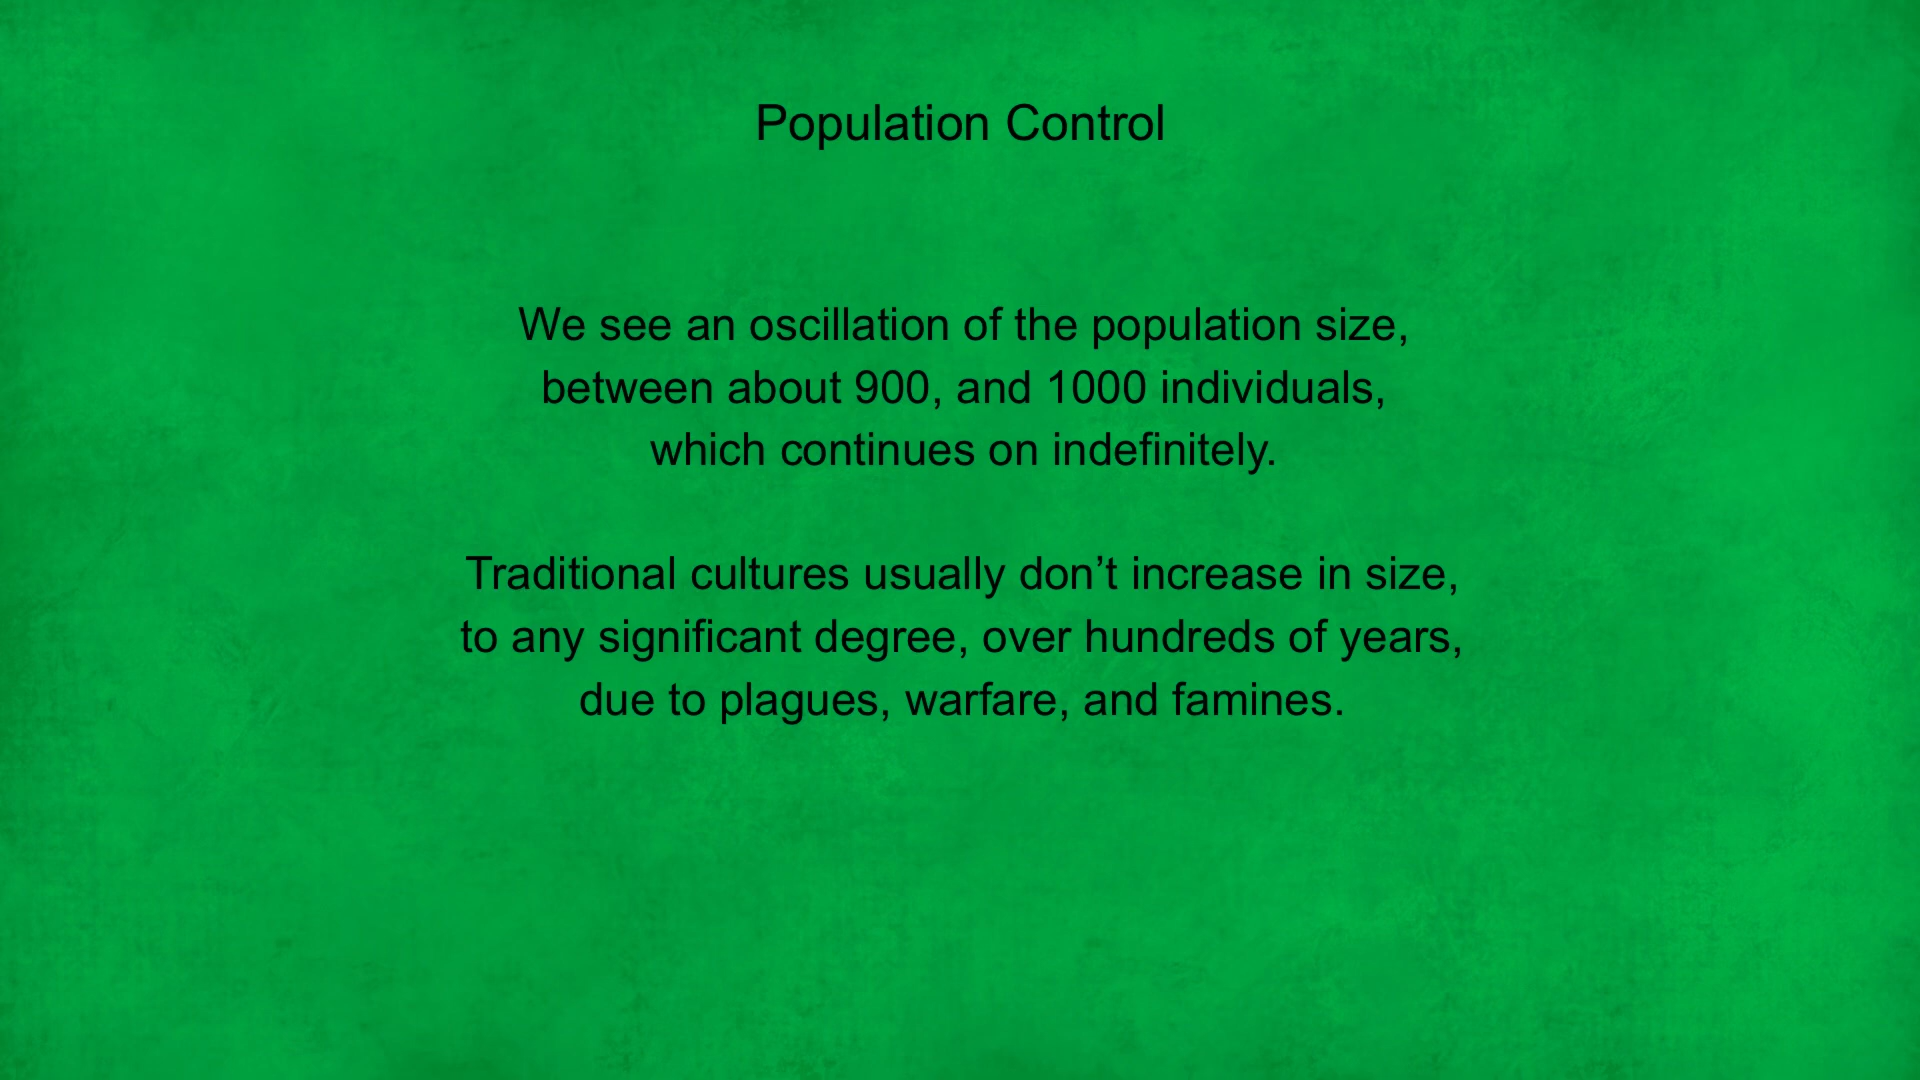 Population Control
We see an oscillation of the population size,
between about 900, and 1000 individuals,
which continues on indefinitely.
Traditional cultures usually don’t increase in size,
to any significant degree, over hundreds of years,
due to plagues, warfare, and famines.